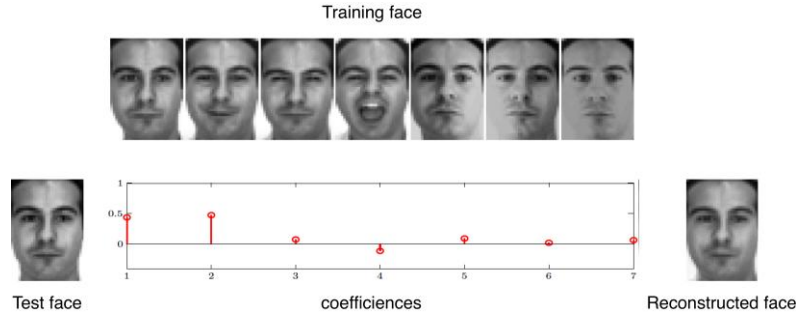 Training face
1
0.5
0
1 2 3 4 5 6 7
Test face coefficiences Reconstructed face